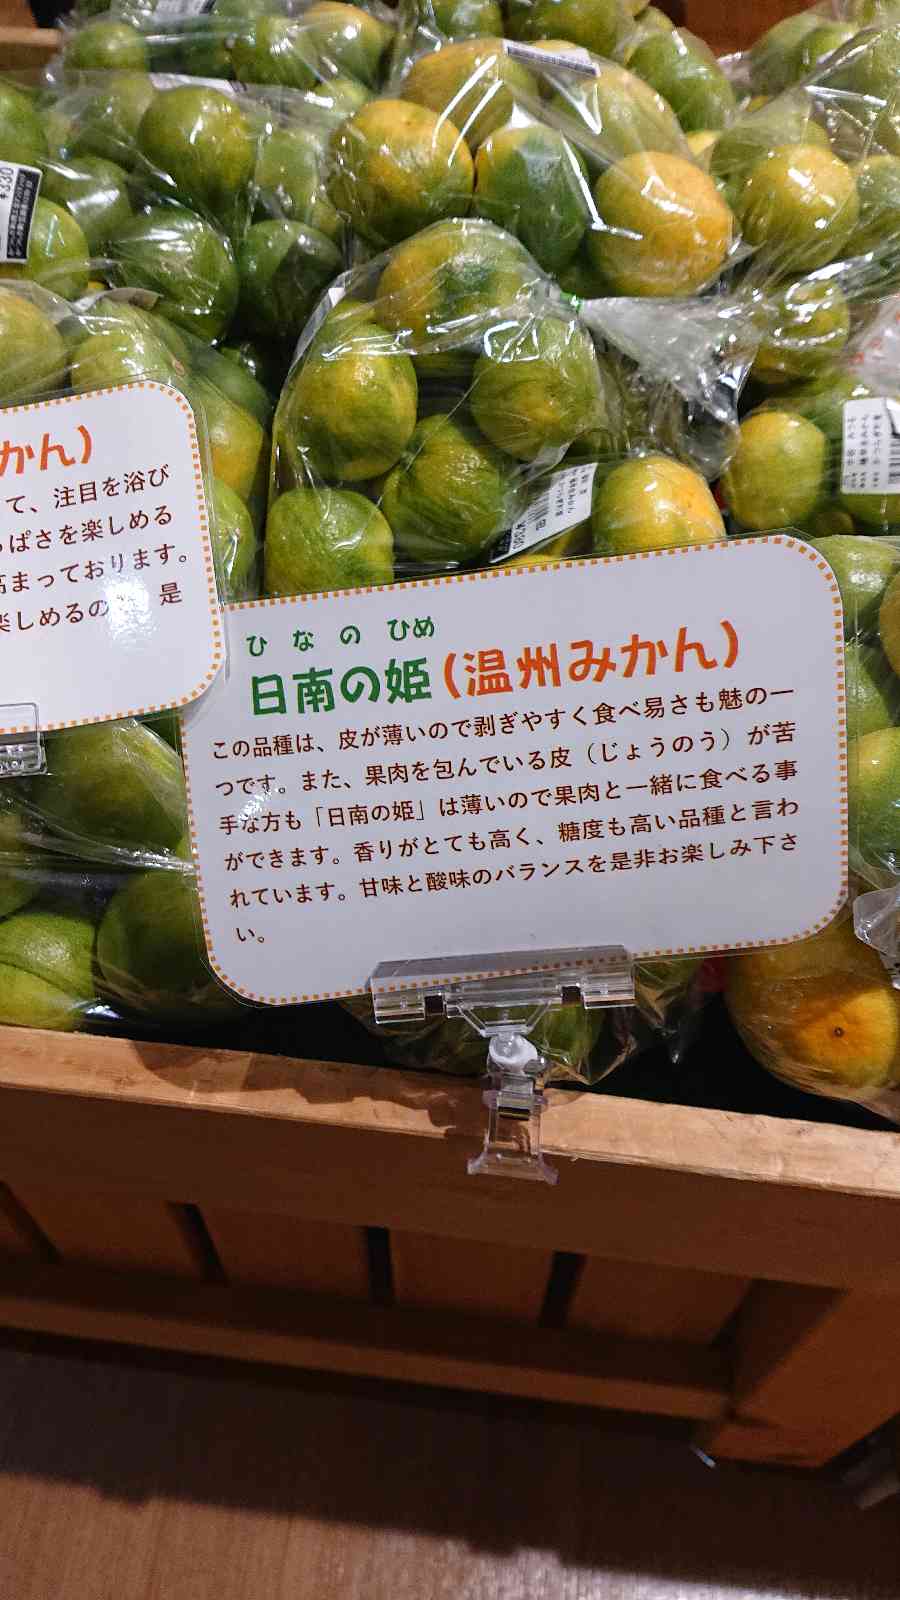 ¥330
かん)
て、注目を浴び
っぱさを楽しめる
高まっております。
楽しめるの 是
ひなの ひめ
日南の姫(温州みかん)
この品種は、皮が薄いので剥ぎやすく食べ易さも魅の一
つです。また、果肉を包んでいる皮(じょうのう)が苦
手な方も「日南の姫」は薄いので果肉と一緒に食べる事
ができます。香りがとても高く、糖度も高い品種と言わ
れています。甘味と酸味のバランスを是非お楽しみ下さ
い。